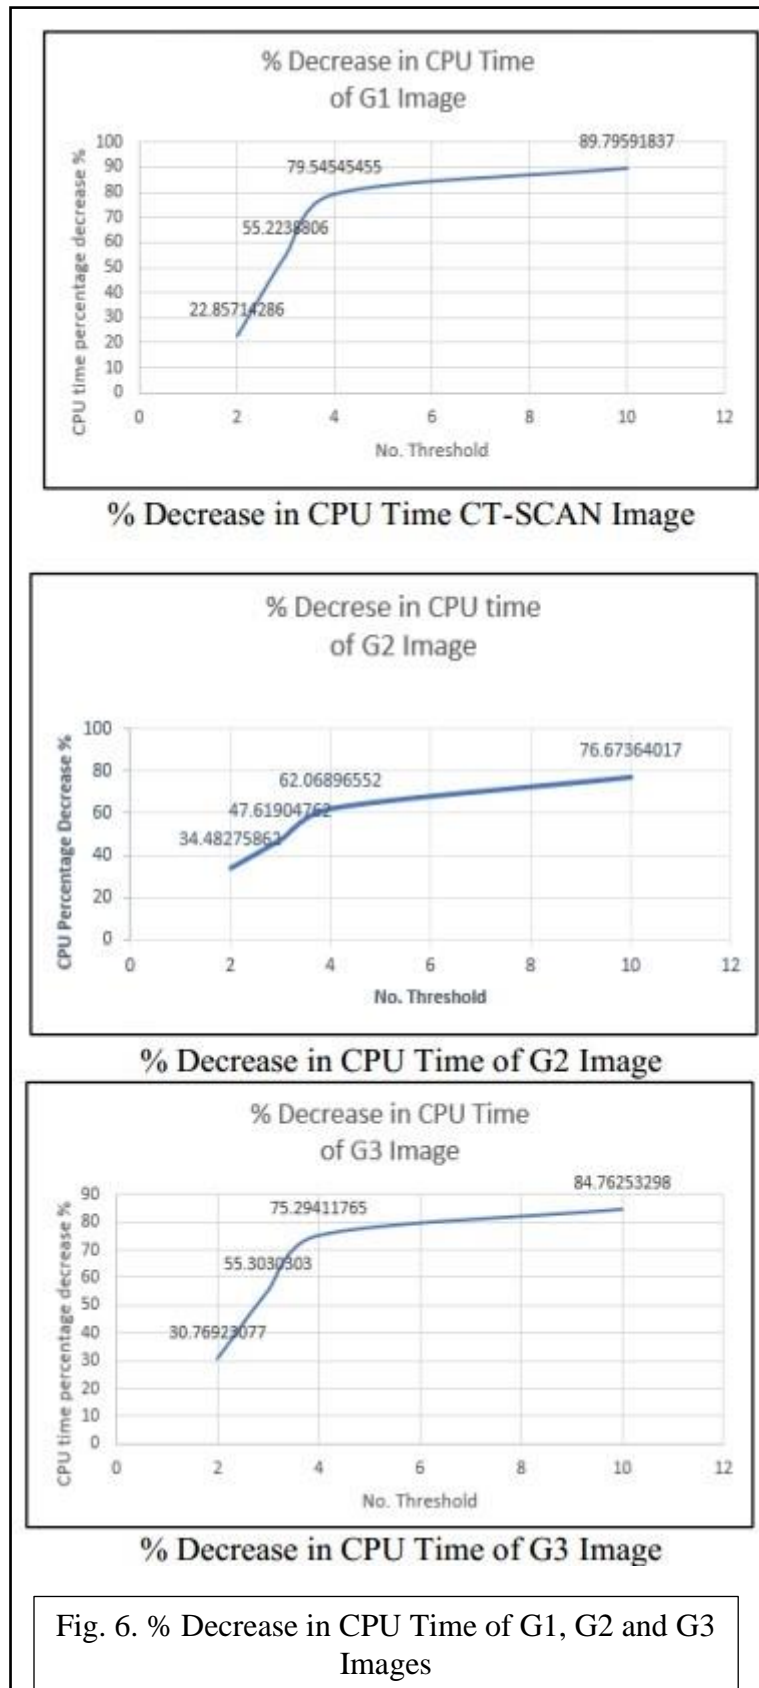 % Decrease in CPU Time
of G1 Image
CPU time percentage decrease %
100
90
80
70
60
50
40
30
20
10
0
22.85714286
55.2238806
79.54545455
89.79591837
0 2 4 6 8 10 12
No. Threshold
% Decrease in CPU Time CT-SCAN Image
% Decrese in CPU time
of G2 Image
CPU Percentage Decrease %
100
80
60
40
20
0
34.48275862
47.61904762
62.06896552
76.67364017
0 2 4 6 8 10 12
No. Threshold
% Decrease in CPU Time of G2 Image
% Decrease in CPU Time
of G3 Image
CPU time percentage decrease %
90
80
70
60
50
40
30
20
10
0
30.76923077
55.3030303
75.29411765
84.76253298
0 2 4 6 8 10 12
No. Threshold
% Decrease in CPU Time of G3 Image
Fig. 6. % Decrease in CPU Time of G1, G2 and G3
Images